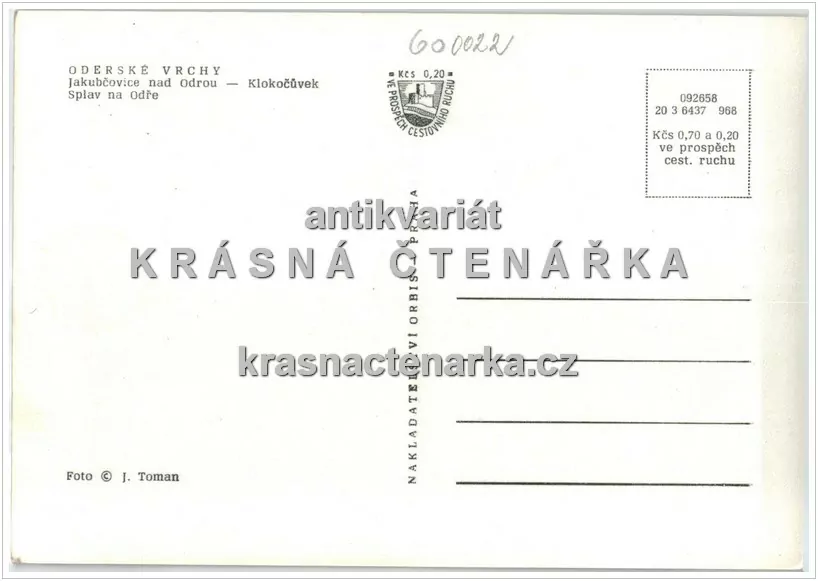 600022
ODERSKÉ VRCHY
Jakubčovice nad Odrou — Klokočůvek
Splav na Odře
Kčs 0,20
VE PROSPĚCH CESTOVNÍHO RUCHU
092658
20 3 6437 968
Kčs 0,70 a 0,20
ve prospěch
cest. ruchu
antikvariát
KRÁSNÁ ČTENÁŘKA
krasnactenarka.cz
NAKLADATELSTVÍ ORBIS — PRAHA
Foto © J. Toman